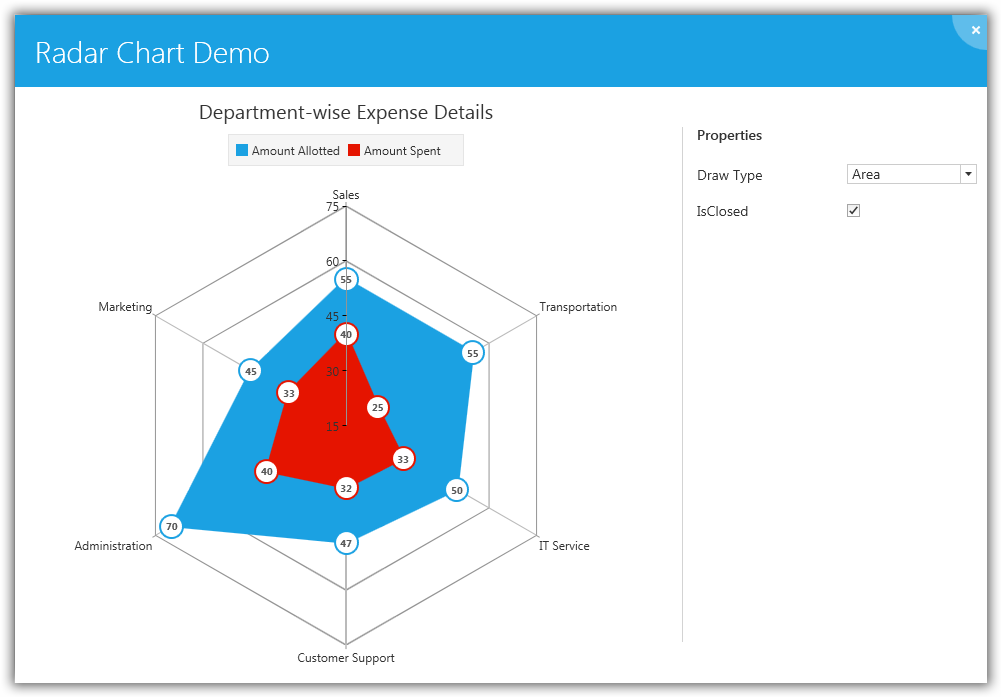 ×
Radar Chart Demo
Department-wise Expense Details
Properties
Amount Allotted Amount Spent
Draw Type Area
Sales
75
IsClosed
60
55
Marketing
Transportation
45
40
55
45
30
33
25
15
33
40
32
50
70
47
Administration
IT Service
Customer Support